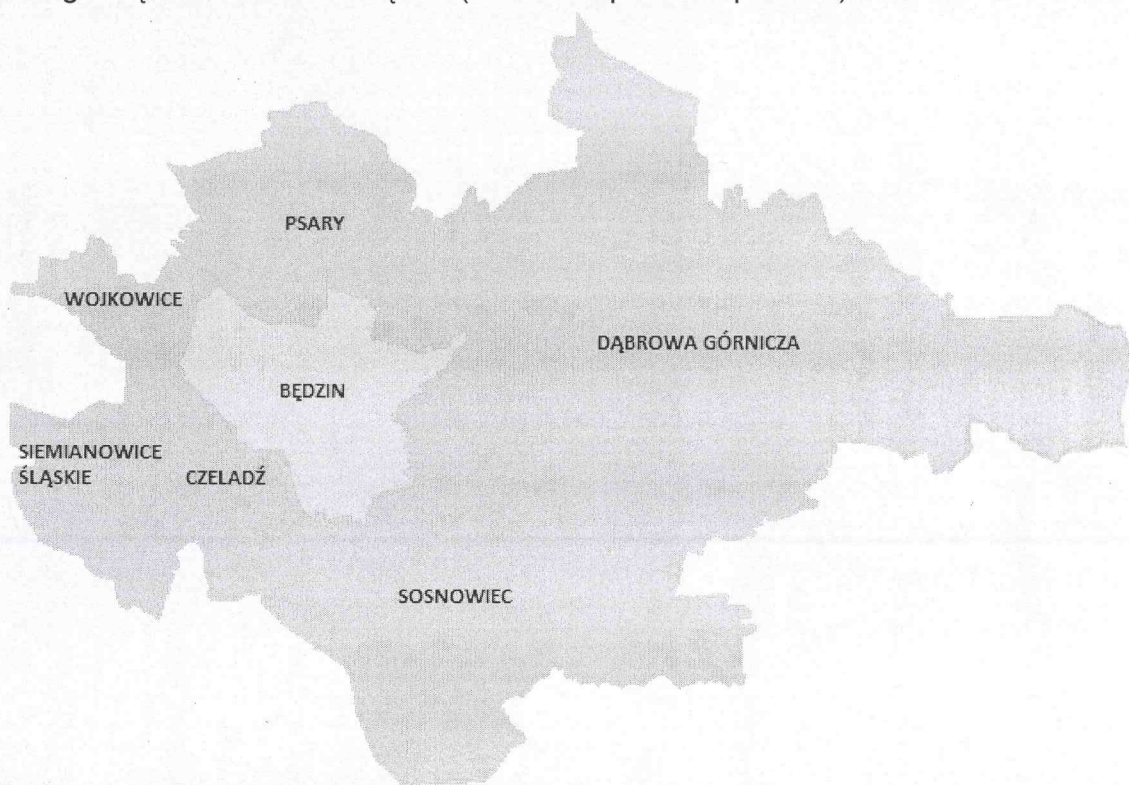 PSARY
WOJKOWICE
DĄBROWA GÓRNICZA
BĘDZIN
SIEMIANOWICE
ŚLĄSKIE
CZELADŹ
SOSNOWIEC